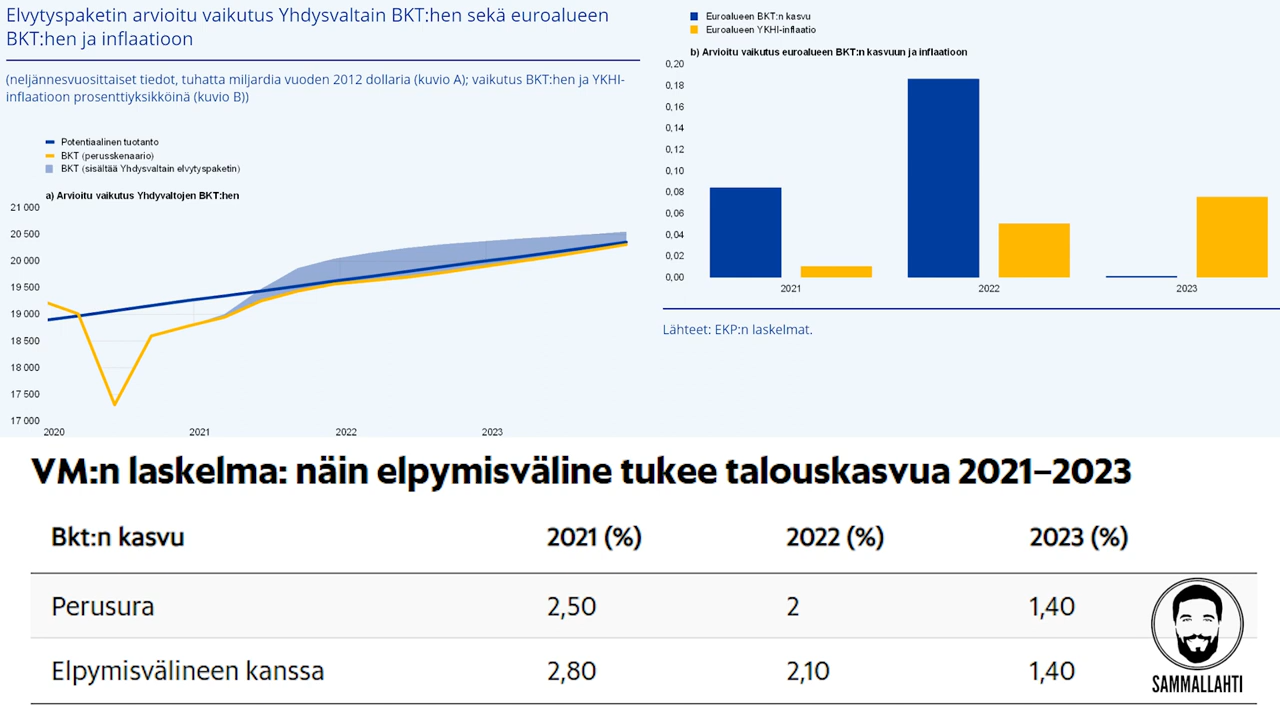 Elvytyspaketin arvioitu vaikutus Yhdysvaltain BKT:hen sekä euroalueen
BKT:hen ja inflaatioon
(neljännesvuosittaiset tiedot, tuhatta miljardia vuoden 2012 dollaria (kuvio A); vaikutus BKT:hen ja YKHI-
inflaatioon prosenttiyksikköinä (kuvio B))
Potentiaalinen tuotanto
BKT (perusskenaario)
BKT (sisältää Yhdysvaltain elvytyspaketin)
a) Arvioitu vaikutus Yhdyvaltojen BKT:hen
21 000
20 500
20 000
19 500
19 000
18 500
18 000
17 500
17 000
2020 2021 2022 2023
Euroalueen BKT:n kasvu
Euroalueen YKHI-inflaatio
b) Arvioitu vaikutus euroalueen BKT:n kasvuun ja inflaatioon
0,20
0,18
0,16
0,14
0,12
0,10
0,08
0,06
0,04
0,02
0,00
2021 2022 2023
Lähteet: EKP:n laskelmat.
VM:n laskelma: näin elpymisväline tukee talouskasvua 2021–2023
Bkt:n kasvu 2021 (%) 2022 (%) 2023 (%)
Perusura 2,50 2 1,40
Elpymisvälineen kanssa 2,80 2,10 1,40
SAMMALLAHTI